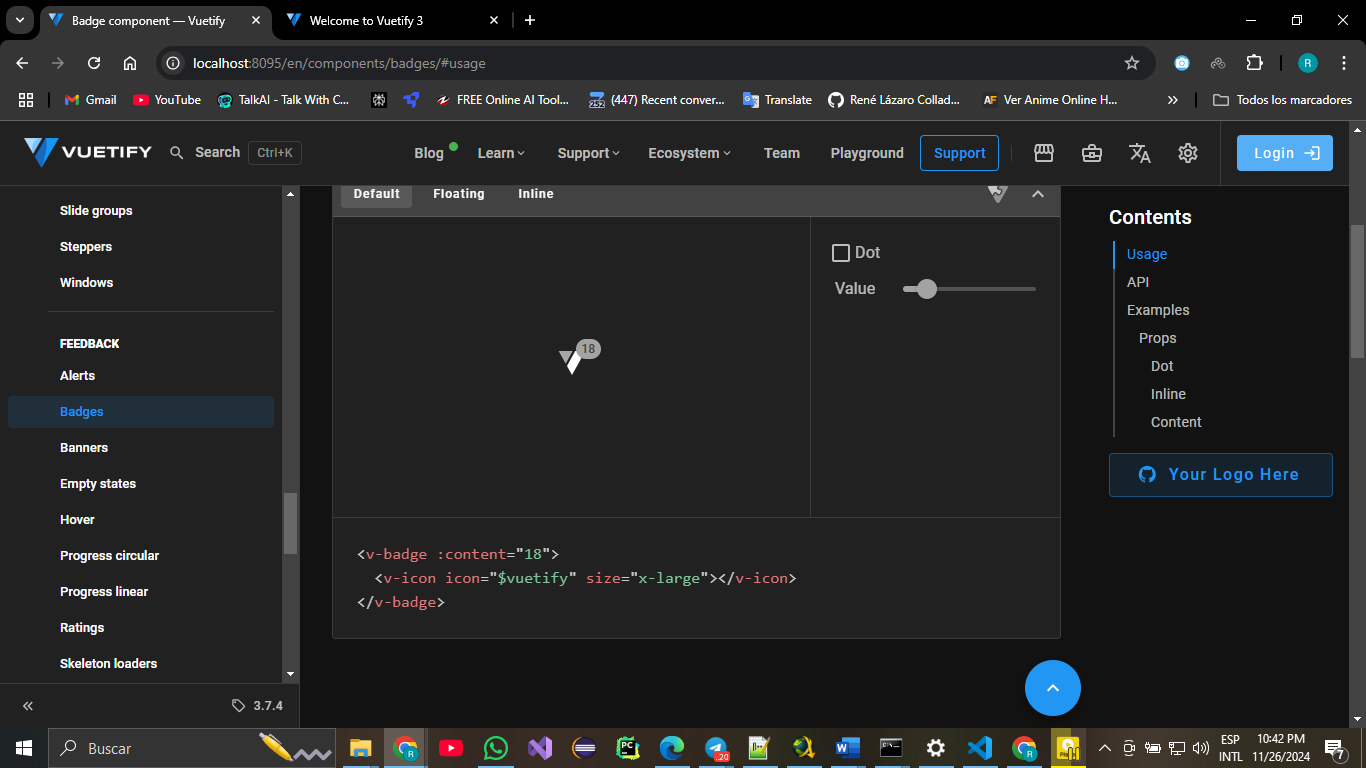 Badge component — Vuetify
Welcome to Vuetify 3
localhost:8095/en/components/badges/#usage
R
Gmail
YouTube
TalkAI - Talk With C...
FREE Online AI Tool...
(447) Recent conver...
Translate
René Lázaro Collad...
AF
Ver Anime Online H...
Todos los marcadores
VUETIFY
Search
Ctrl+K
Blog
Learn
Support
Ecosystem
Team
Playground
Support
Login
Slide groups
Steppers
Windows
FEEDBACK
Alerts
Badges
Banners
Empty states
Hover
Progress circular
Progress linear
Ratings
Skeleton loaders
3.7.4
Default
Floating
Inline
Dot
Value
18
<v-badge :content="18">
<v-icon icon="$vuetify" size="x-large"></v-icon>
</v-badge>
Contents
Usage
API
Examples
Props
Dot
Inline
Content
Your Logo Here
Buscar
20
ESP
INTL
10:42 PM
11/26/2024
7